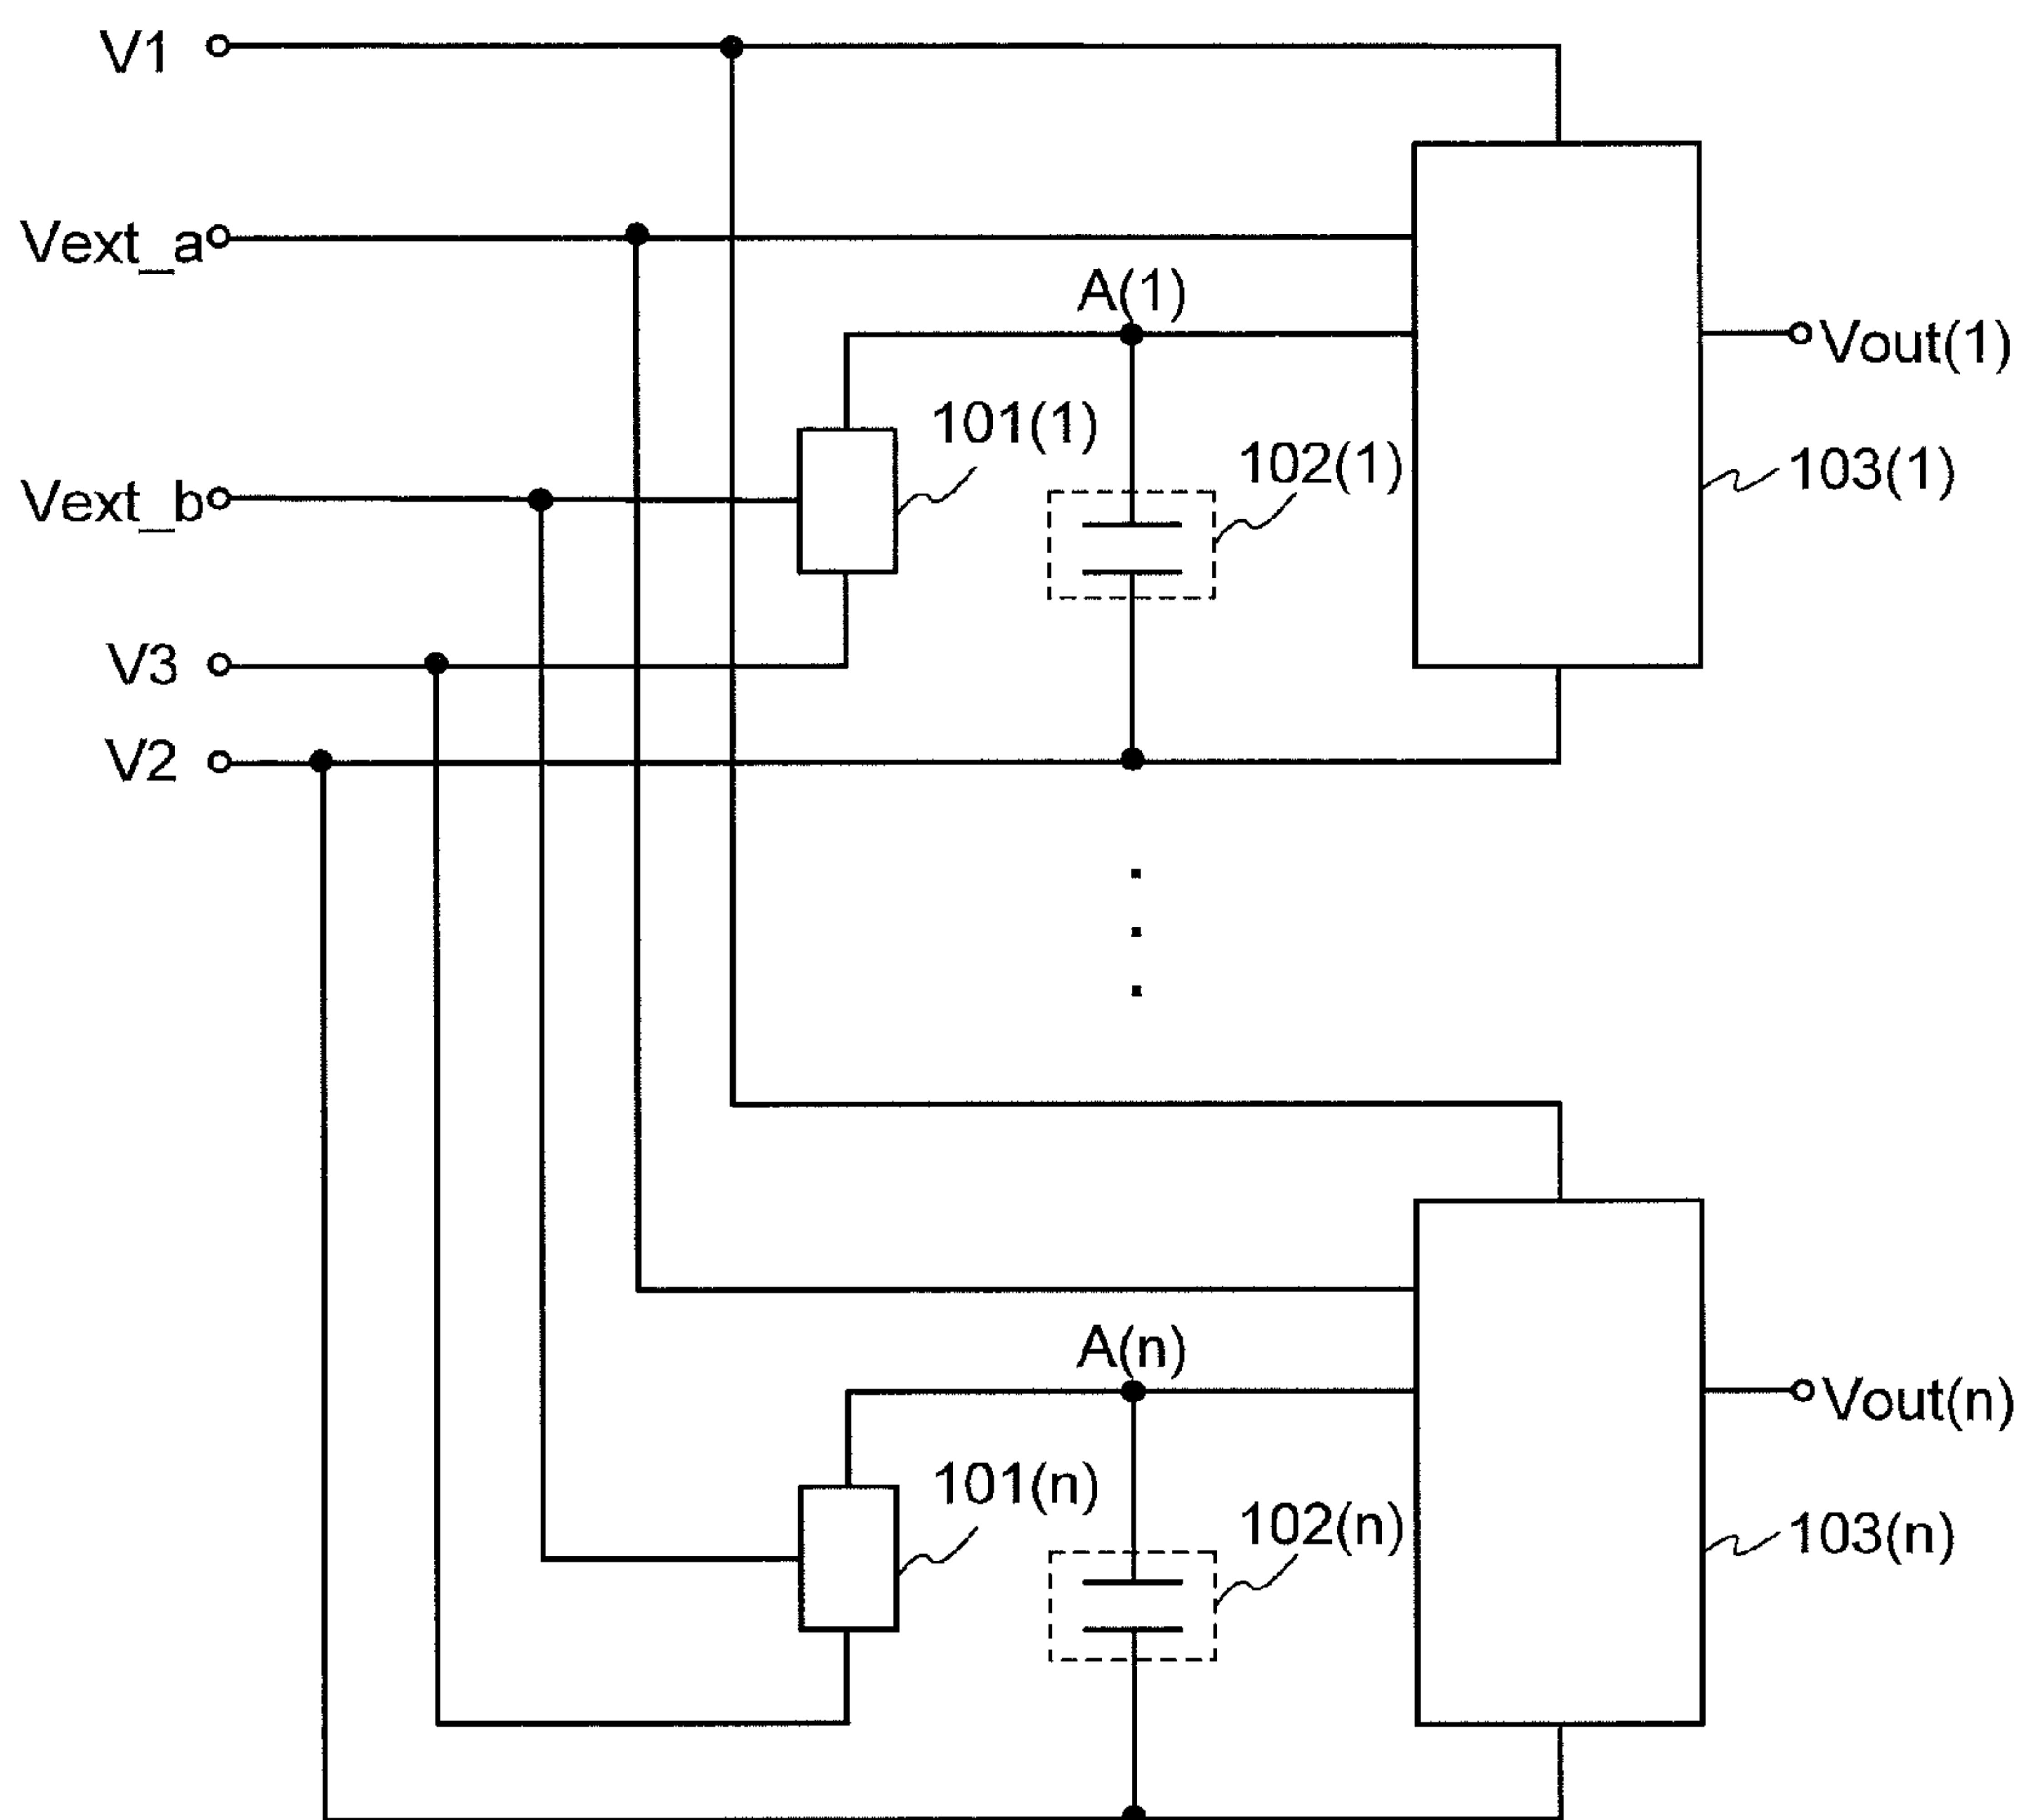 V1
Vext_a
A(1)
Vout(1)
101(1)
102(1)
103(1)
Vext_b
V3
V2
A(n)
Vout(n)
101(n)
102(n)
103(n)